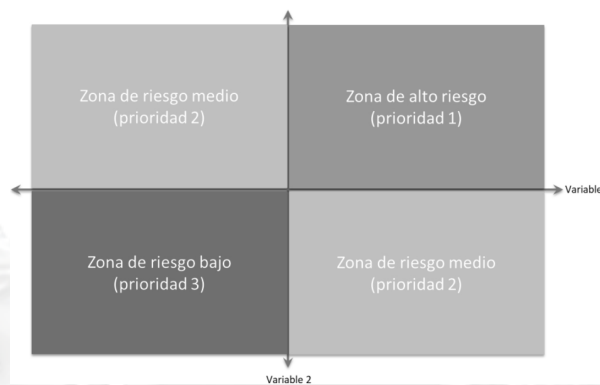 Zona de riesgo medio
(prioridad 2)
Zona de alto riesgo
(prioridad 1)
Variable
Zona de riesgo bajo
(prioridad 3)
Zona de riesgo medio
(prioridad 2)
Variable 2